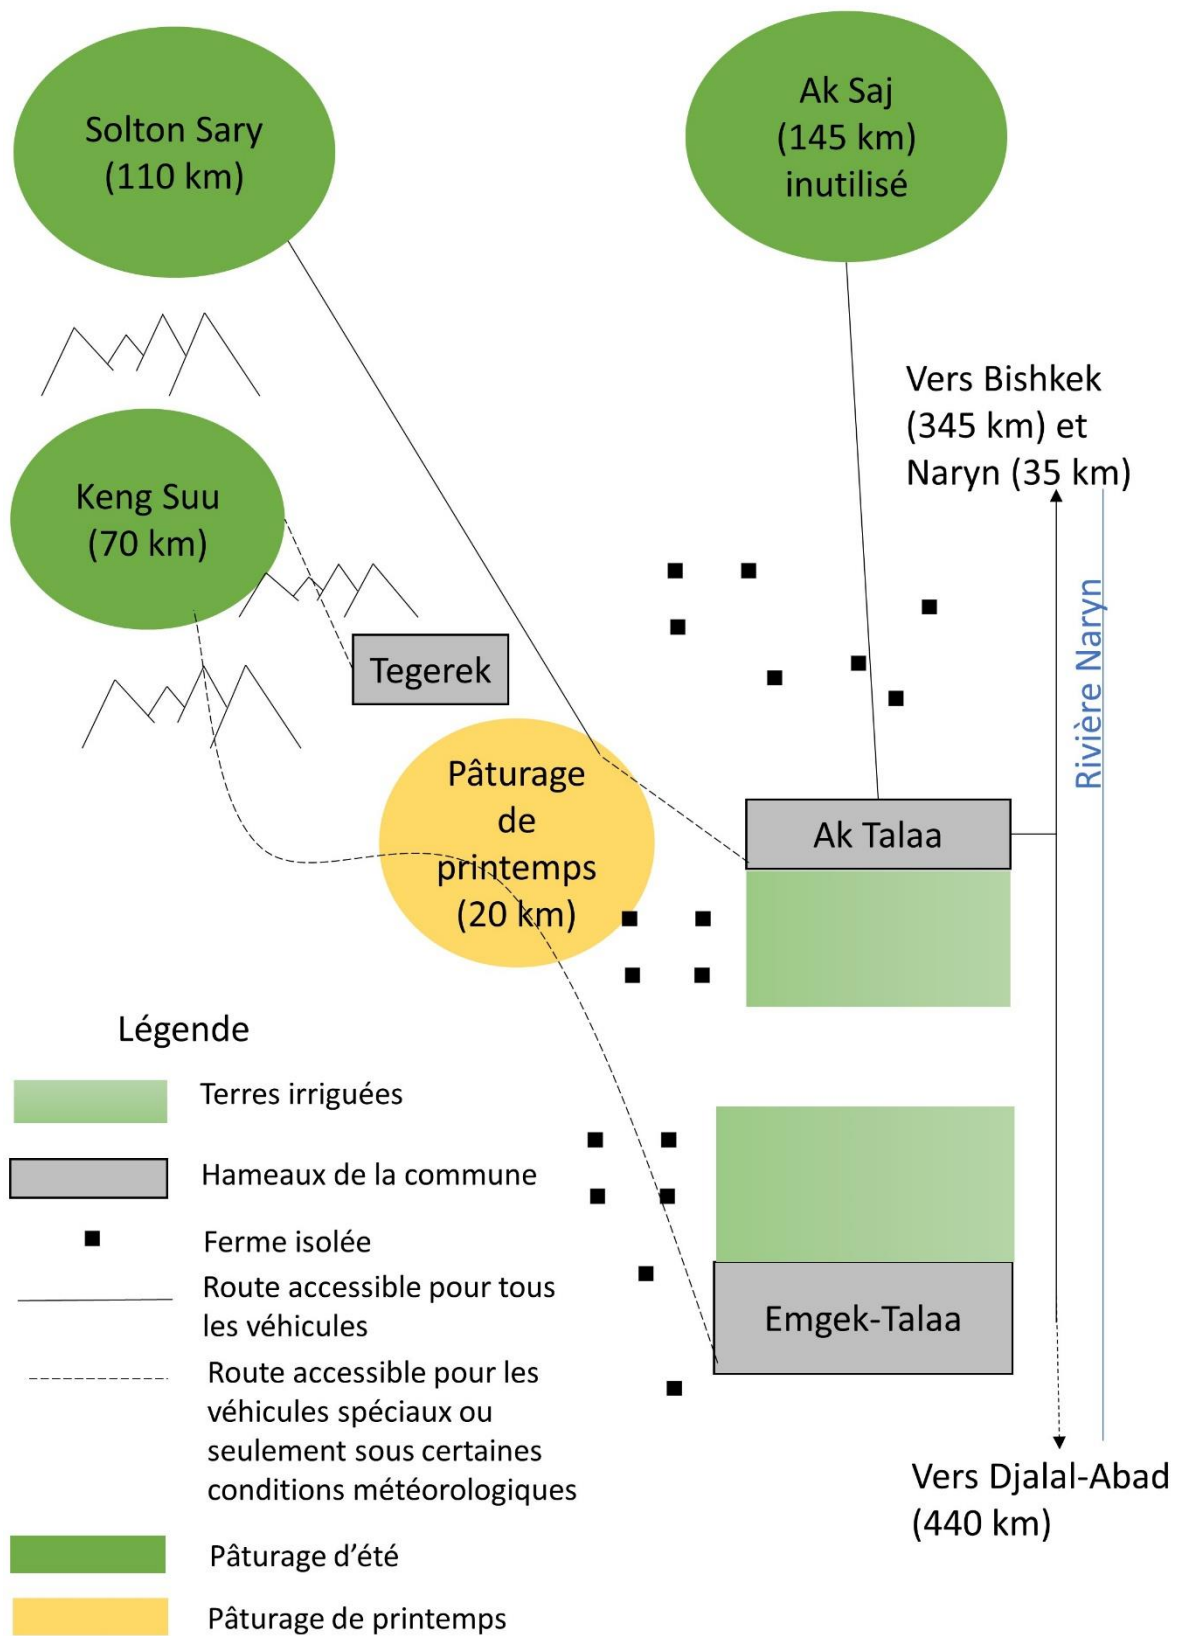 Solton Sary
(110 km)
Ak Saj
(145 km)
inutilisé
Vers Bishkek
(345 km) et
Naryn (35 km)
Keng Suu
(70 km)
Tegerek
Rivière Naryn
Pâturage
de
printemps
(20 km)
Ak Talaa
Légende
Terres irriguées
Hameaux de la commune
Ferme isolée
Route accessible pour tous
les véhicules
Route accessible pour les
véhicules spéciaux ou
seulement sous certaines
conditions météorologiques
Pâturage d’été
Pâturage de printemps
Emgek-Talaa
Vers Djalal-Abad
(440 km)